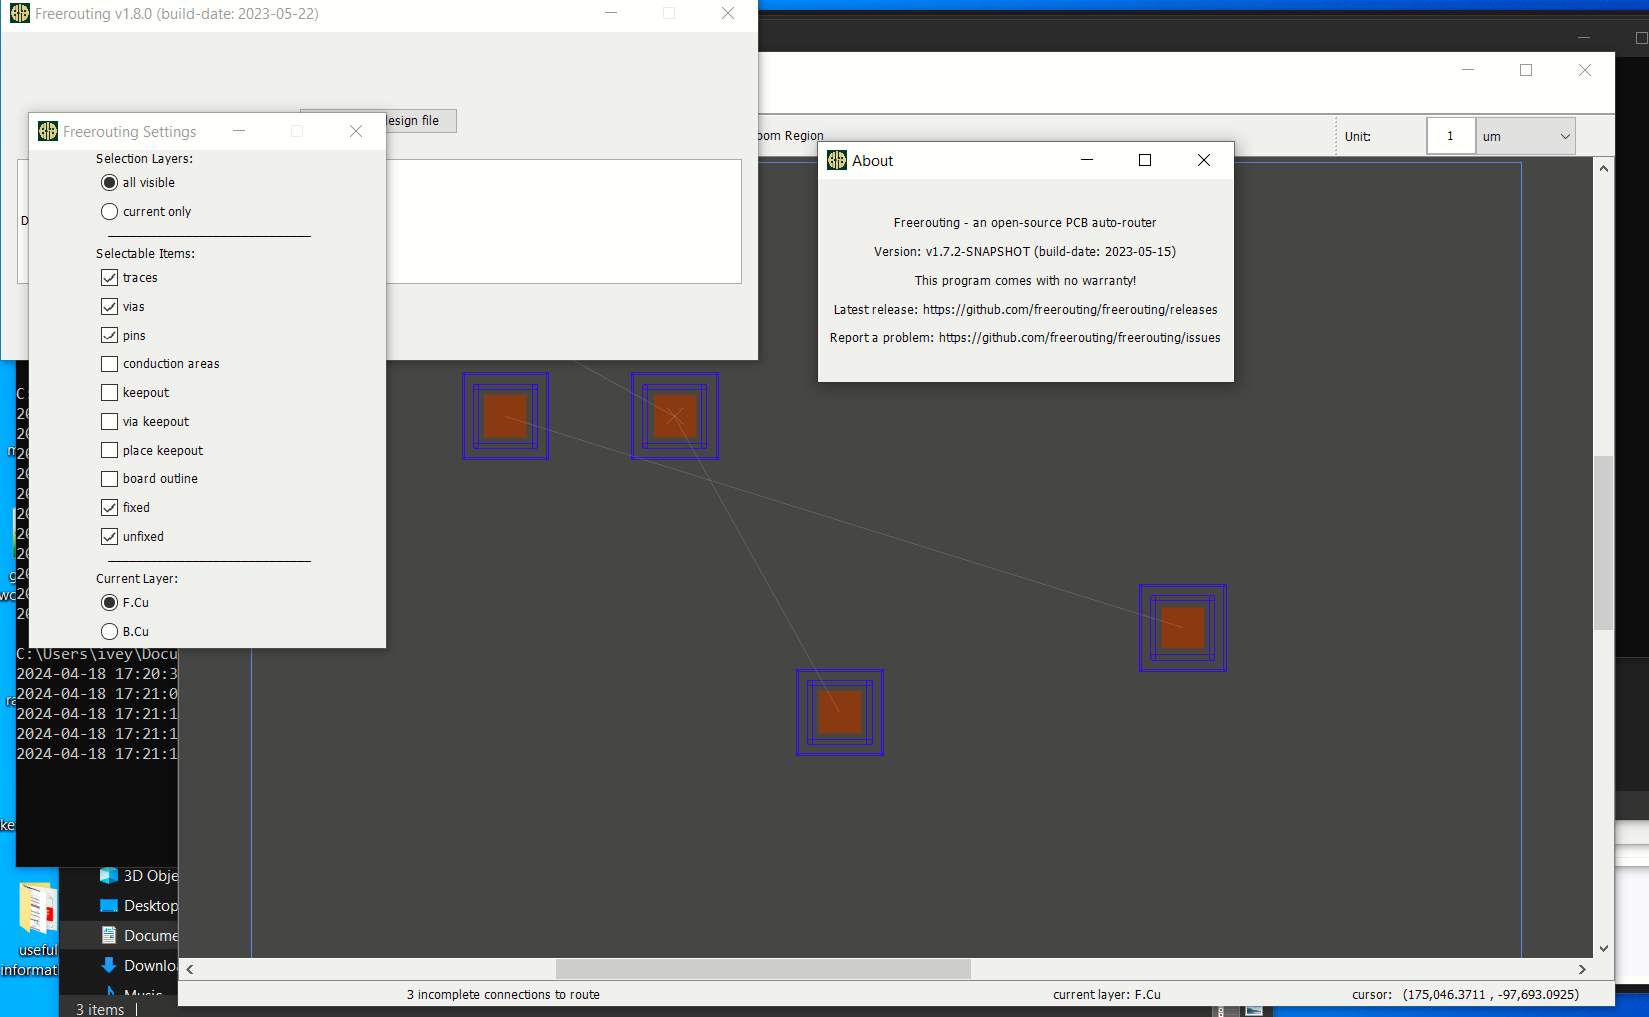 Freerouting v1.8.0 (build-date: 2023-05-22)
esign file
Freerouting Settings
Selection Layers:
all visible
current only
Selectable Items:
traces
vias
pins
conduction areas
keepout
via keepout
place keepout
board outline
fixed
unfixed
Current Layer:
F.Cu
B.Cu
D
oom Region
Unit:
1
um
About
Freerouting - an open-source PCB auto-router
Version: v1.7.2-SNAPSHOT (build-date: 2023-05-15)
This program comes with no warranty!
Latest release: https://github.com/freerouting/freerouting/releases
Report a problem: https://github.com/freerouting/freerouting/issues
C:\Users\ivey\Docu
2024-04-18 17:20:3
2024-04-18 17:21:0
2024-04-18 17:21:1
2024-04-18 17:21:1
2024-04-18 17:21:1
3D Obje
Desktop
Docume
Downlo
Music
3 items
useful
informat
3 incomplete connections to route
current layer: F.Cu
cursor: (175,046.3711 , -97,693.0925)